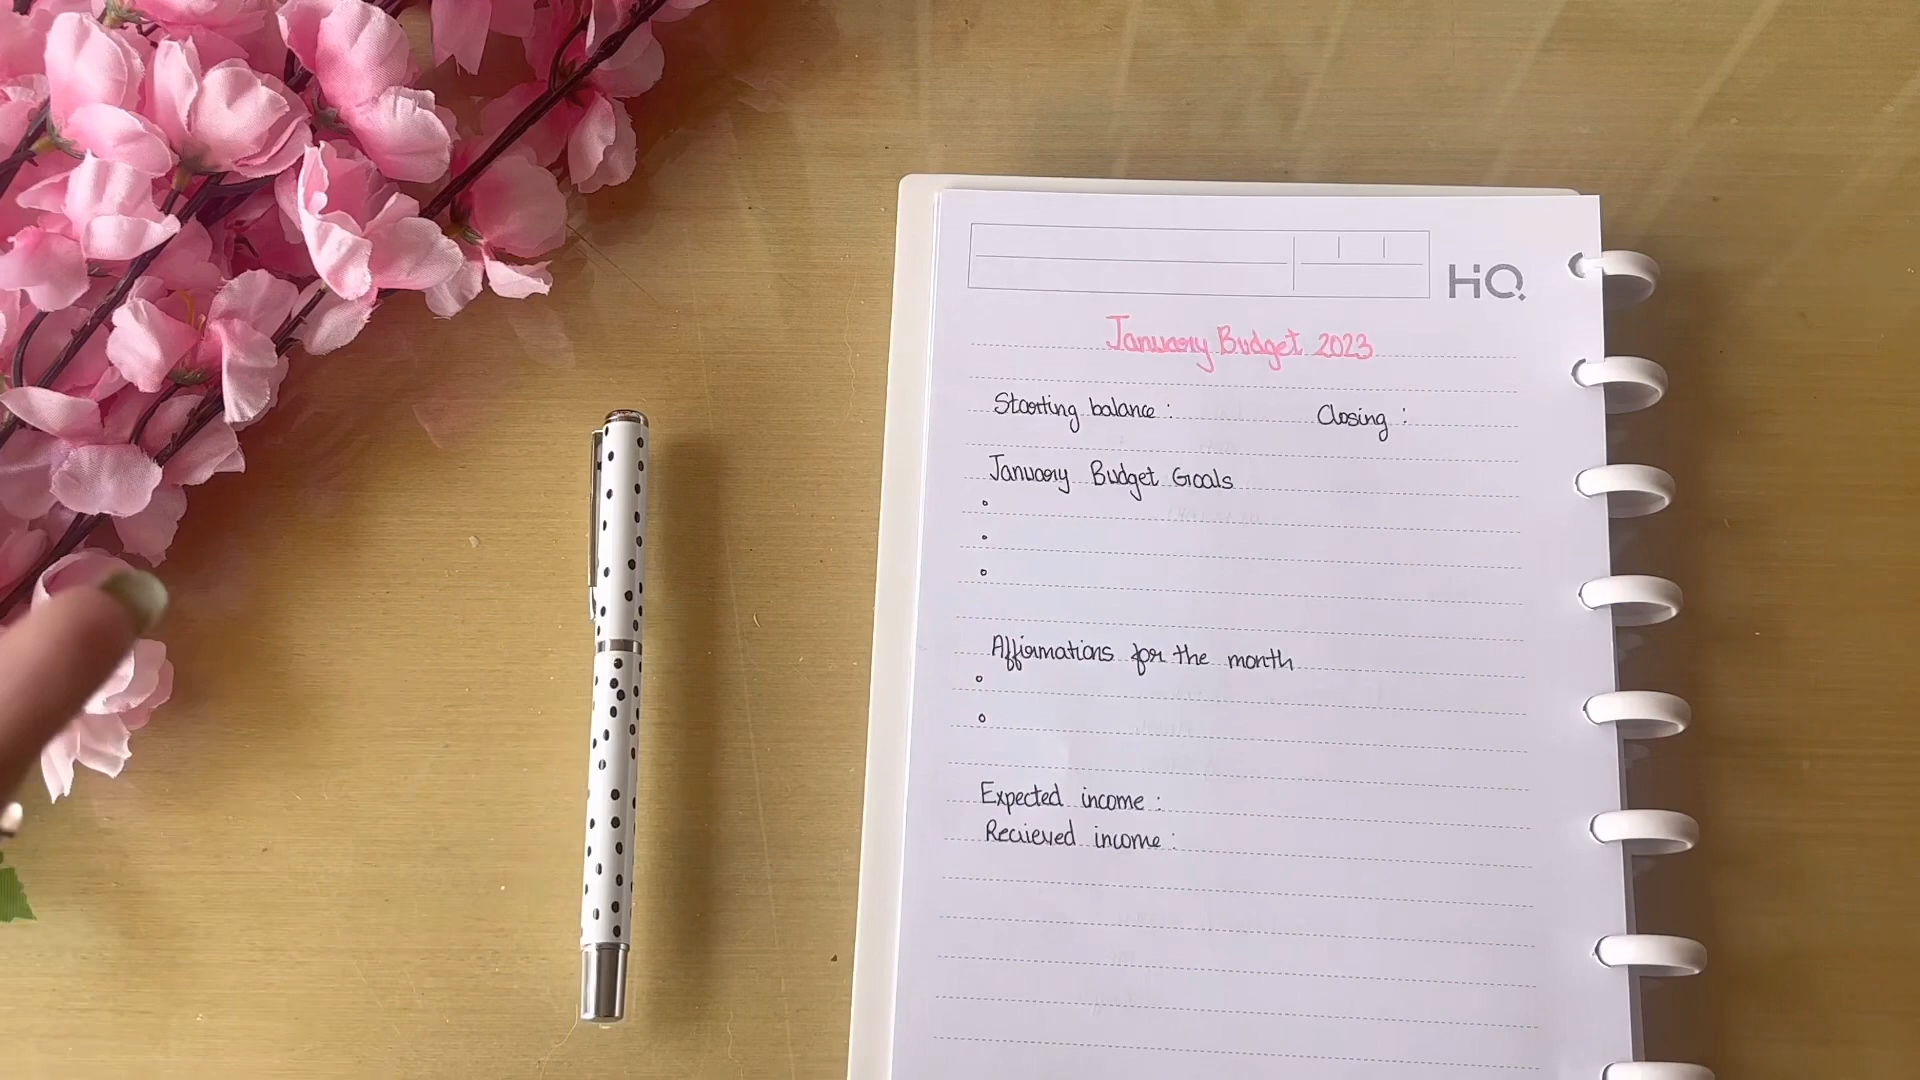 HQ
January Budget 2023
Starting balance : Closing :
January Budget Goals
Affirmations for the month
Expected income :
Recieved income :